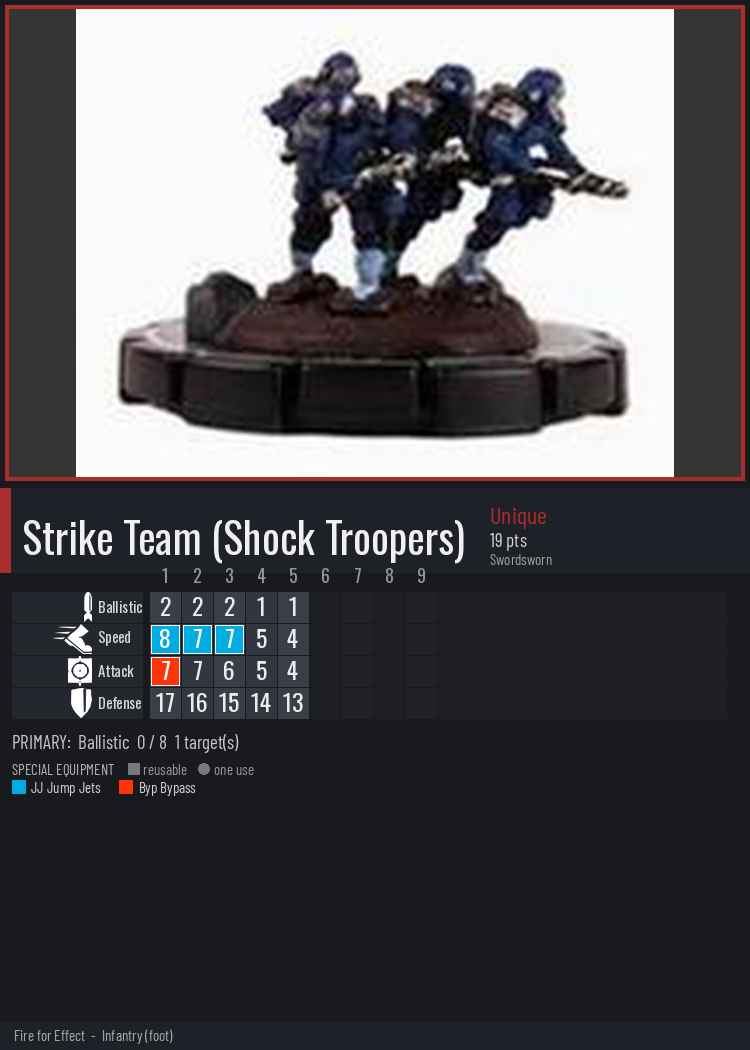 Strike Team (Shock Troopers)
Unique
19 pts
Swordsworn
1 2 3 4 5 6 7 8 9
Ballistic 2 2 2 1 1
Speed 8 7 7 5 4
Attack 7 7 6 5 4
Defense 17 16 15 14 13
PRIMARY: Ballistic 0 / 8 1 target(s)
SPECIAL EQUIPMENT reusable one use
JJ Jump Jets Byp Bypass
Fire for Effect - Infantry (foot)